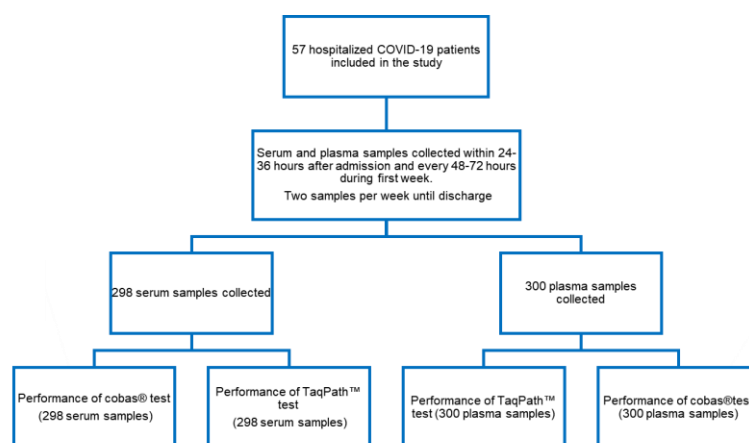 57 hospitalized COVID-19 patients
included in the study
Serum and plasma samples collected within 24-
36 hours after admission and every 48-72 hours
during first week.
Two samples per week until discharge
298 serum samples collected
300 plasma samples
collected
Performance of cobas® test
(298 serum samples)
Performance of TaqPath™
test
(298 serum samples)
Performance of TaqPath™
test (300 plasma samples)
Performance of cobas®test
(300 plasma samples)